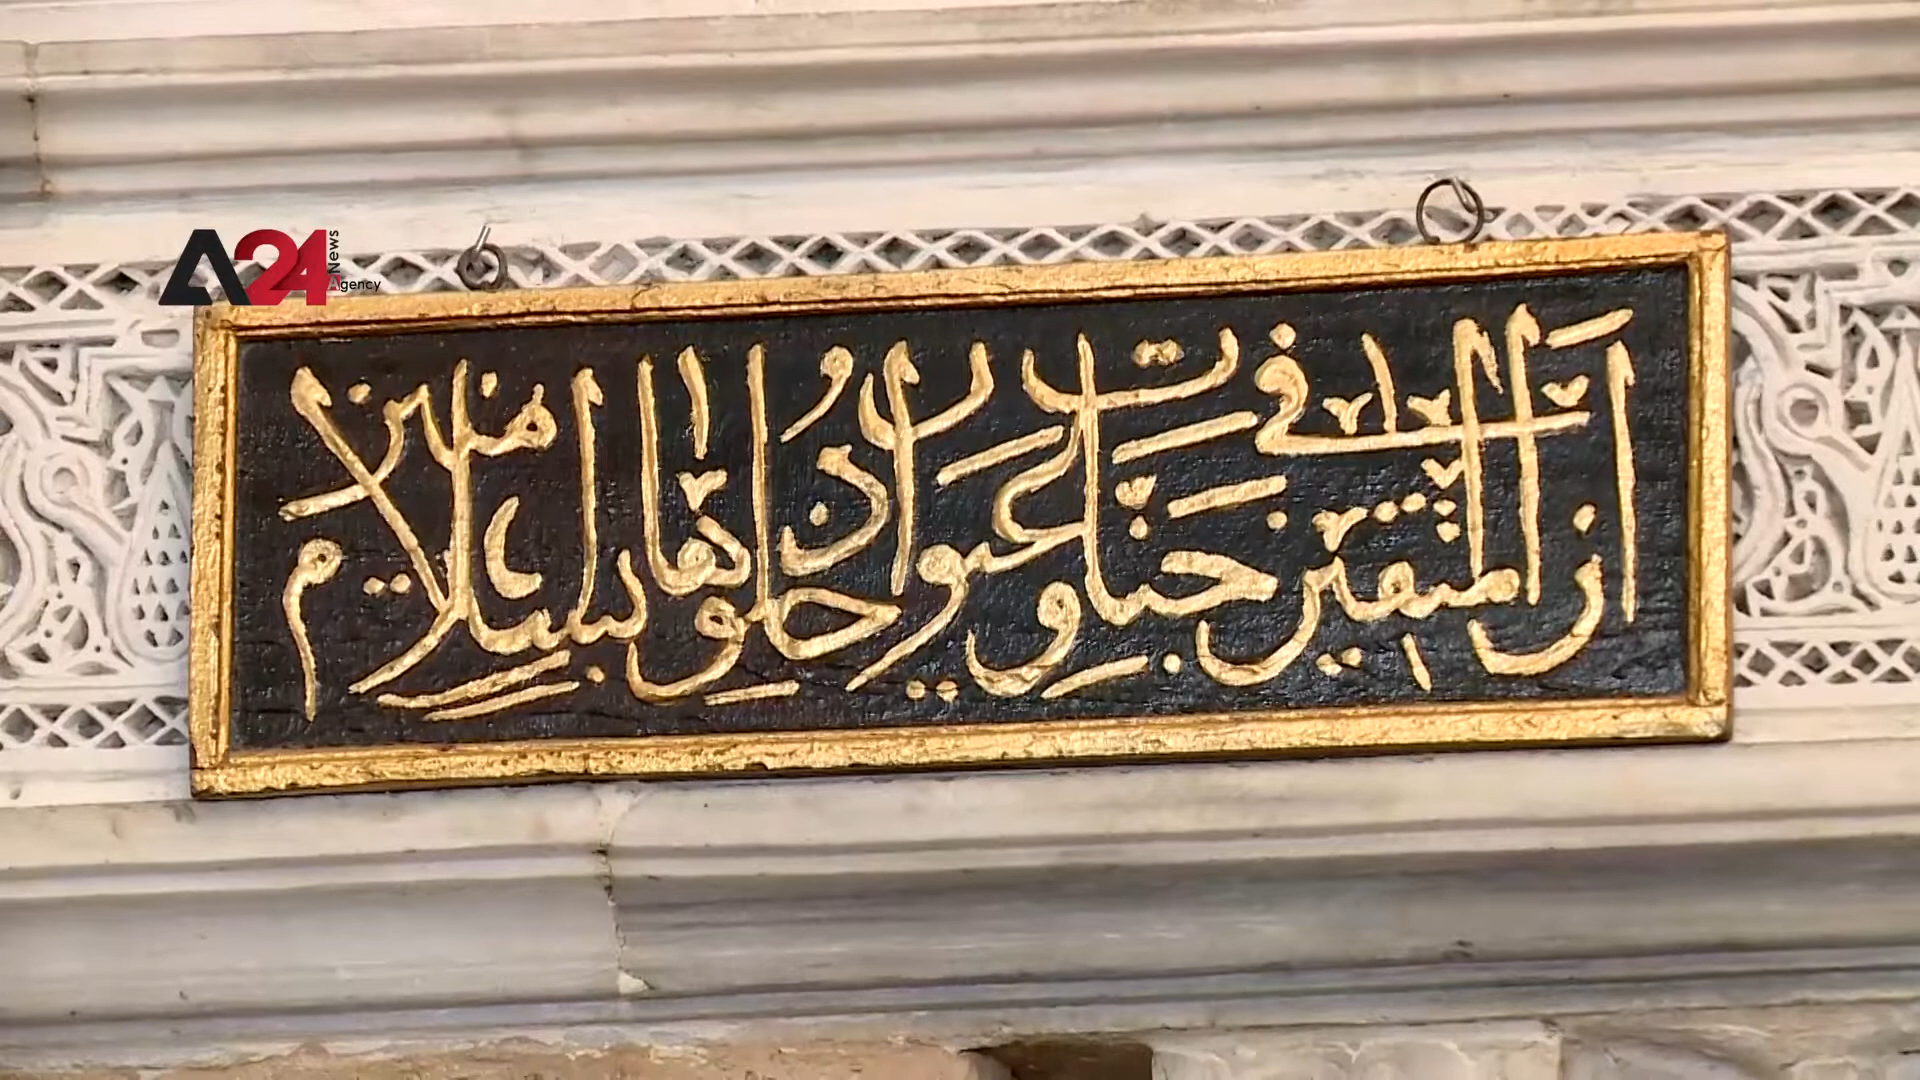 A24 News Agency
ان المتقين في جنات وعيون ادخلوها بسلام امنين